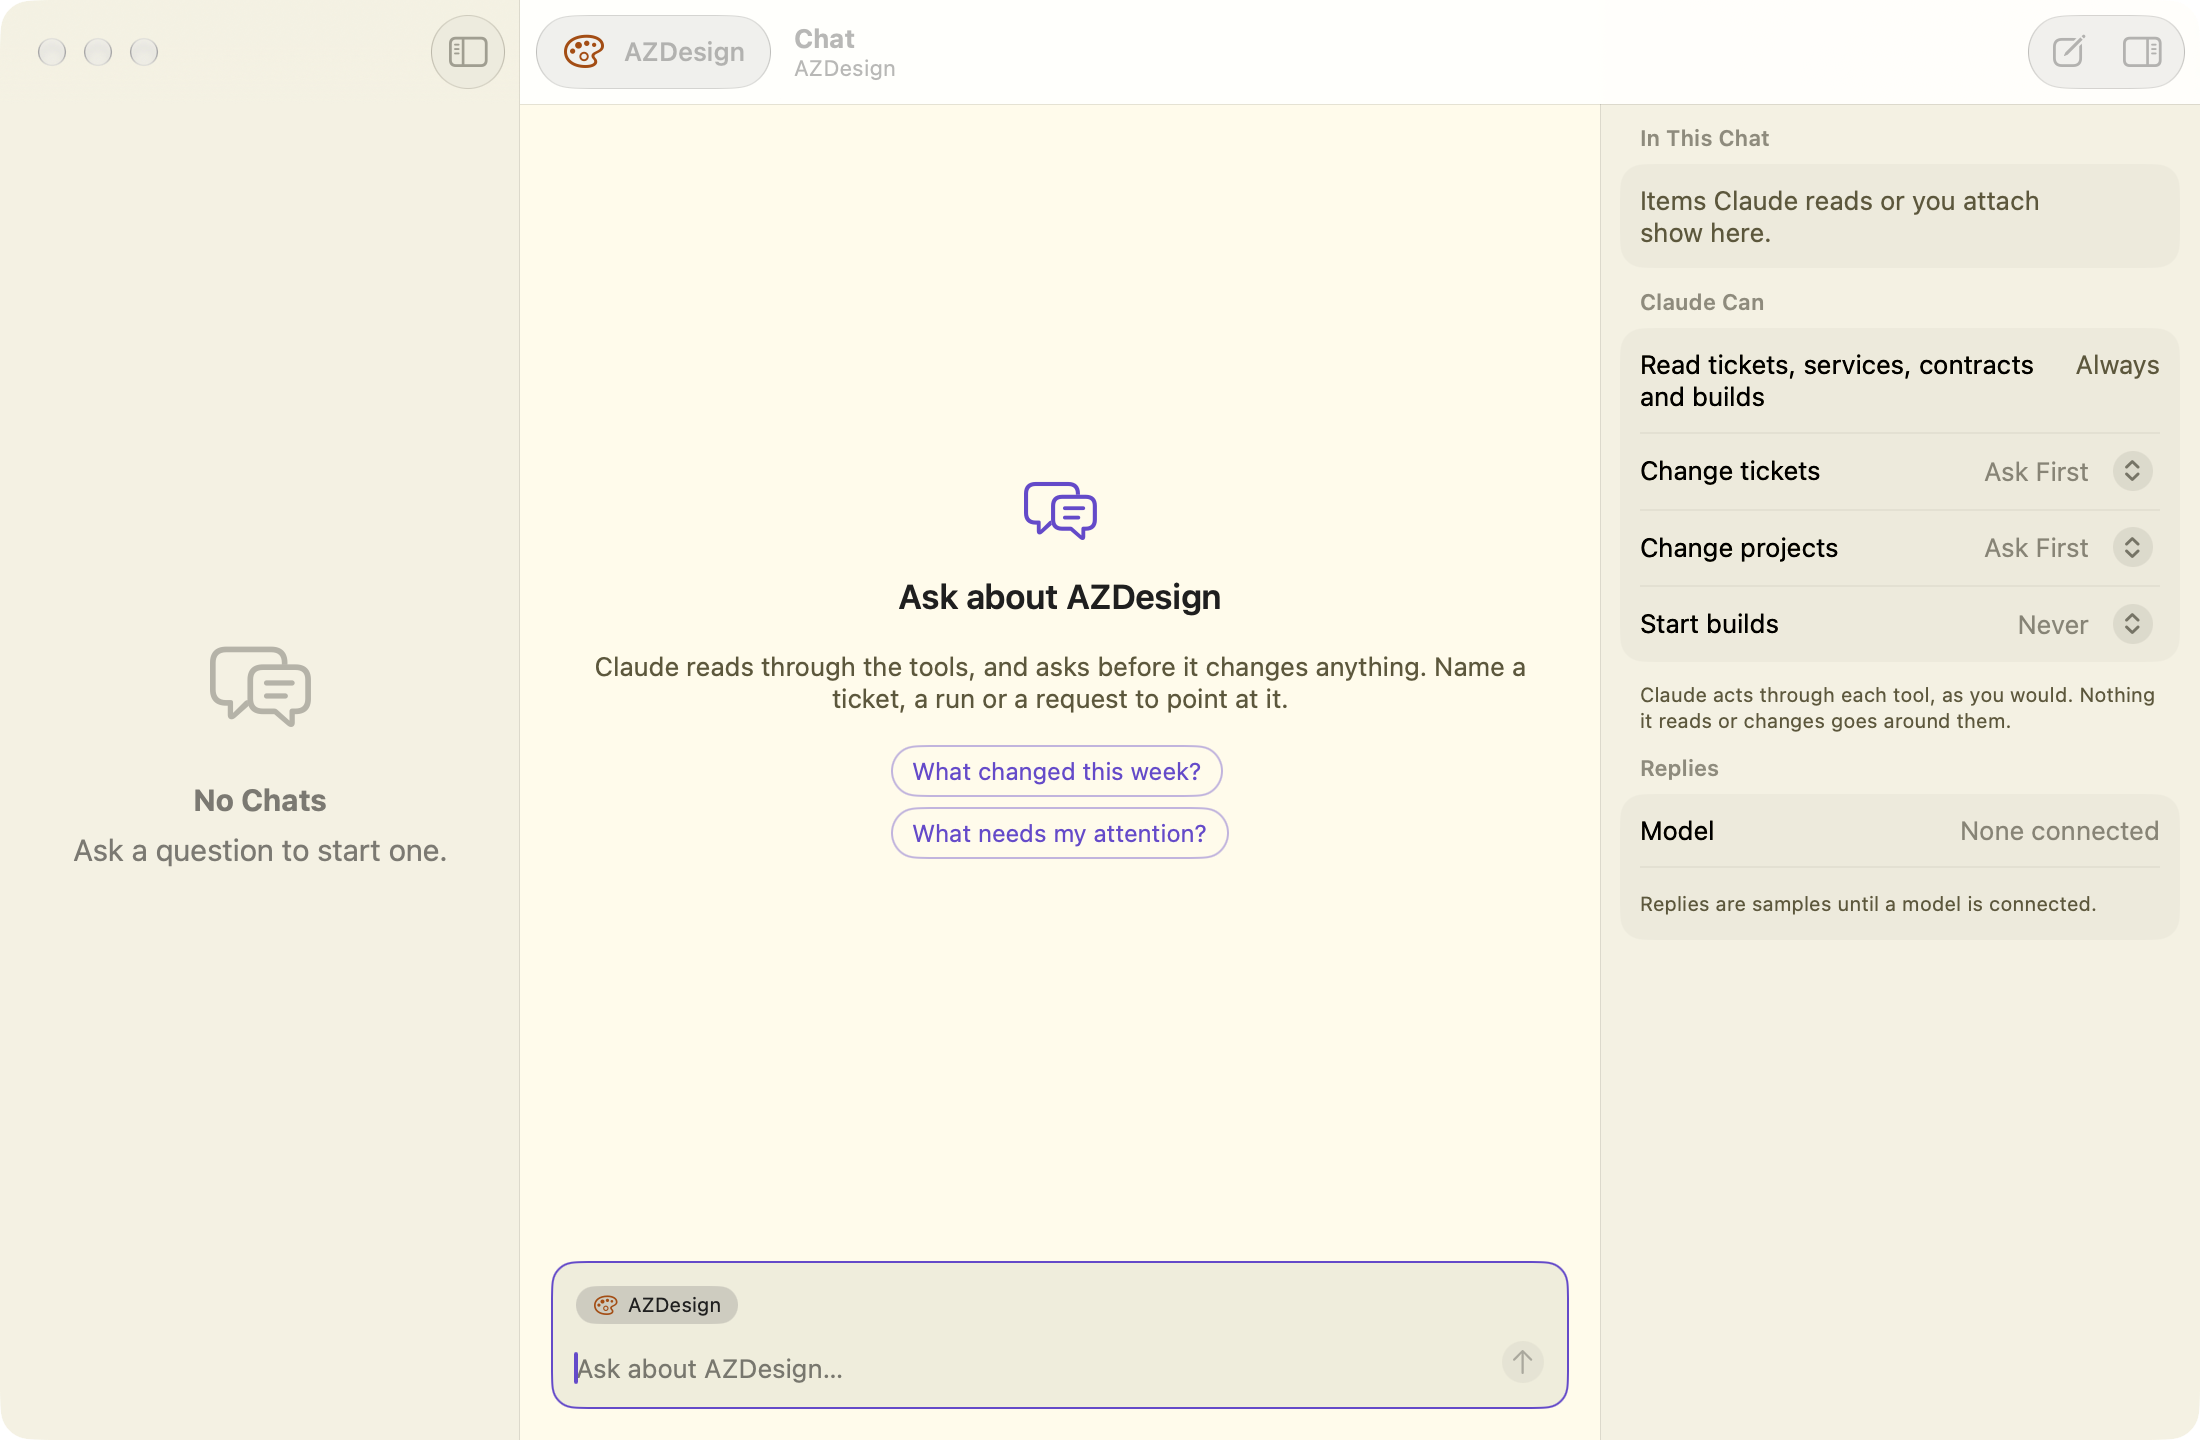 AZDesign
Chat
AZDesign
No Chats
Ask a question to start one.
Ask about AZDesign
Claude reads through the tools, and asks before it changes anything. Name a
ticket, a run or a request to point at it.
What changed this week?
What needs my attention?
AZDesign
Ask about AZDesign...
In This Chat
Items Claude reads or you attach
show here.
Claude Can
Read tickets, services, contracts
and builds
Always
Change tickets
Ask First
Change projects
Ask First
Start builds
Never
Claude acts through each tool, as you would. Nothing
it reads or changes goes around them.
Replies
Model
None connected
Replies are samples until a model is connected.